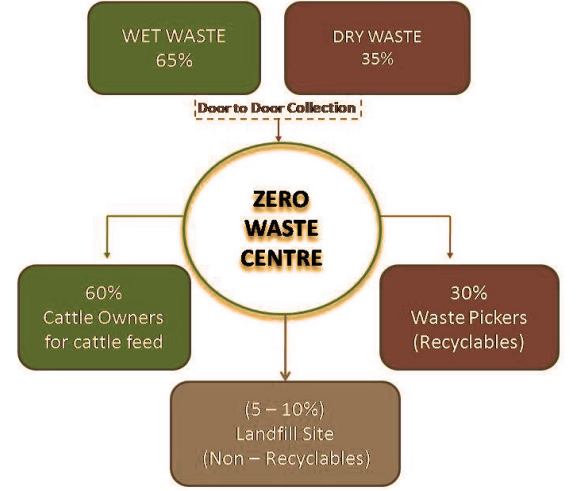 WET WASTE
65%
DRY WASTE
35%
Door to Door Collection
ZERO
WASTE
CENTRE
60%
Cattle Owners
for cattle feed
30%
Waste Pickers
(Recyclables)
(5 – 10%)
Landfill Site
(Non – Recyclables)